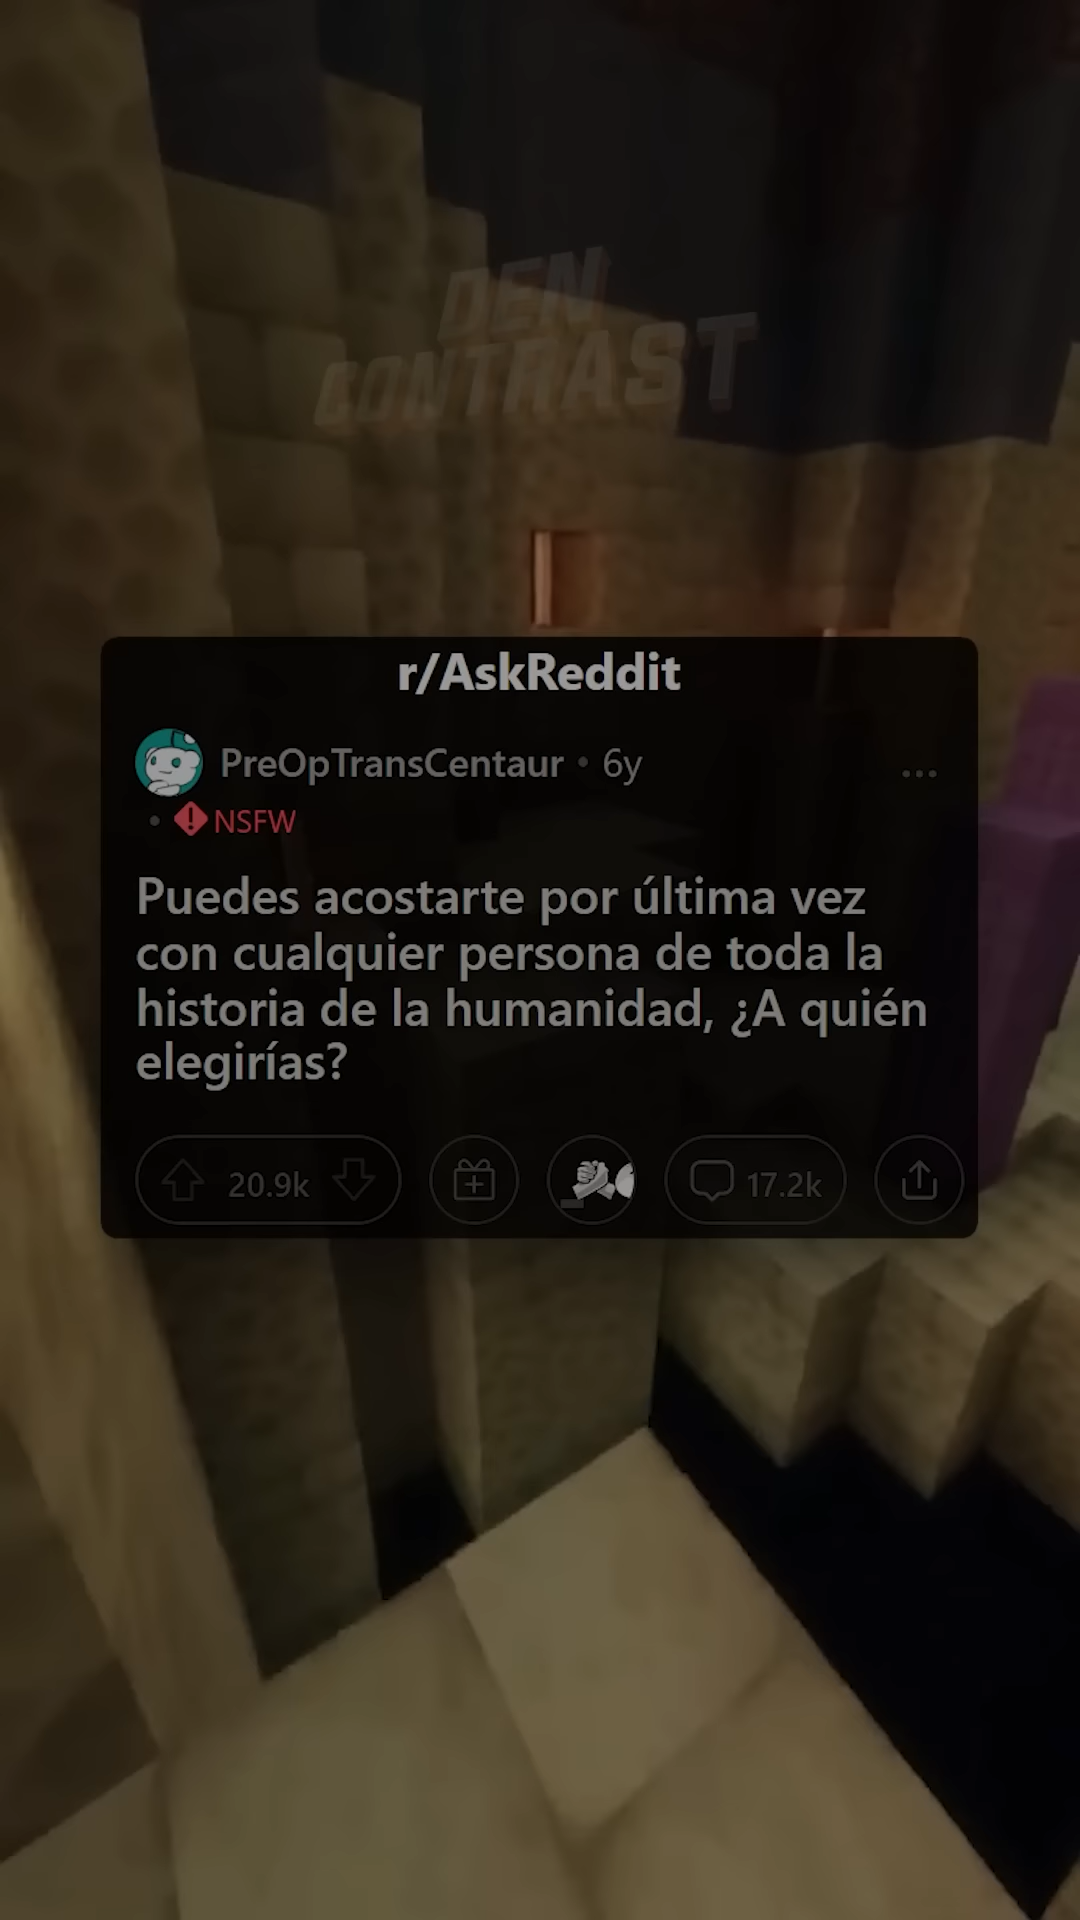 DEN
CONTRAST
r/AskReddit
PreOpTransCentaur • 6y
• NSFW
Puedes acostarte por última vez
con cualquier persona de toda la
historia de la humanidad, ¿A quién
elegirías?
20.9k 17.2k